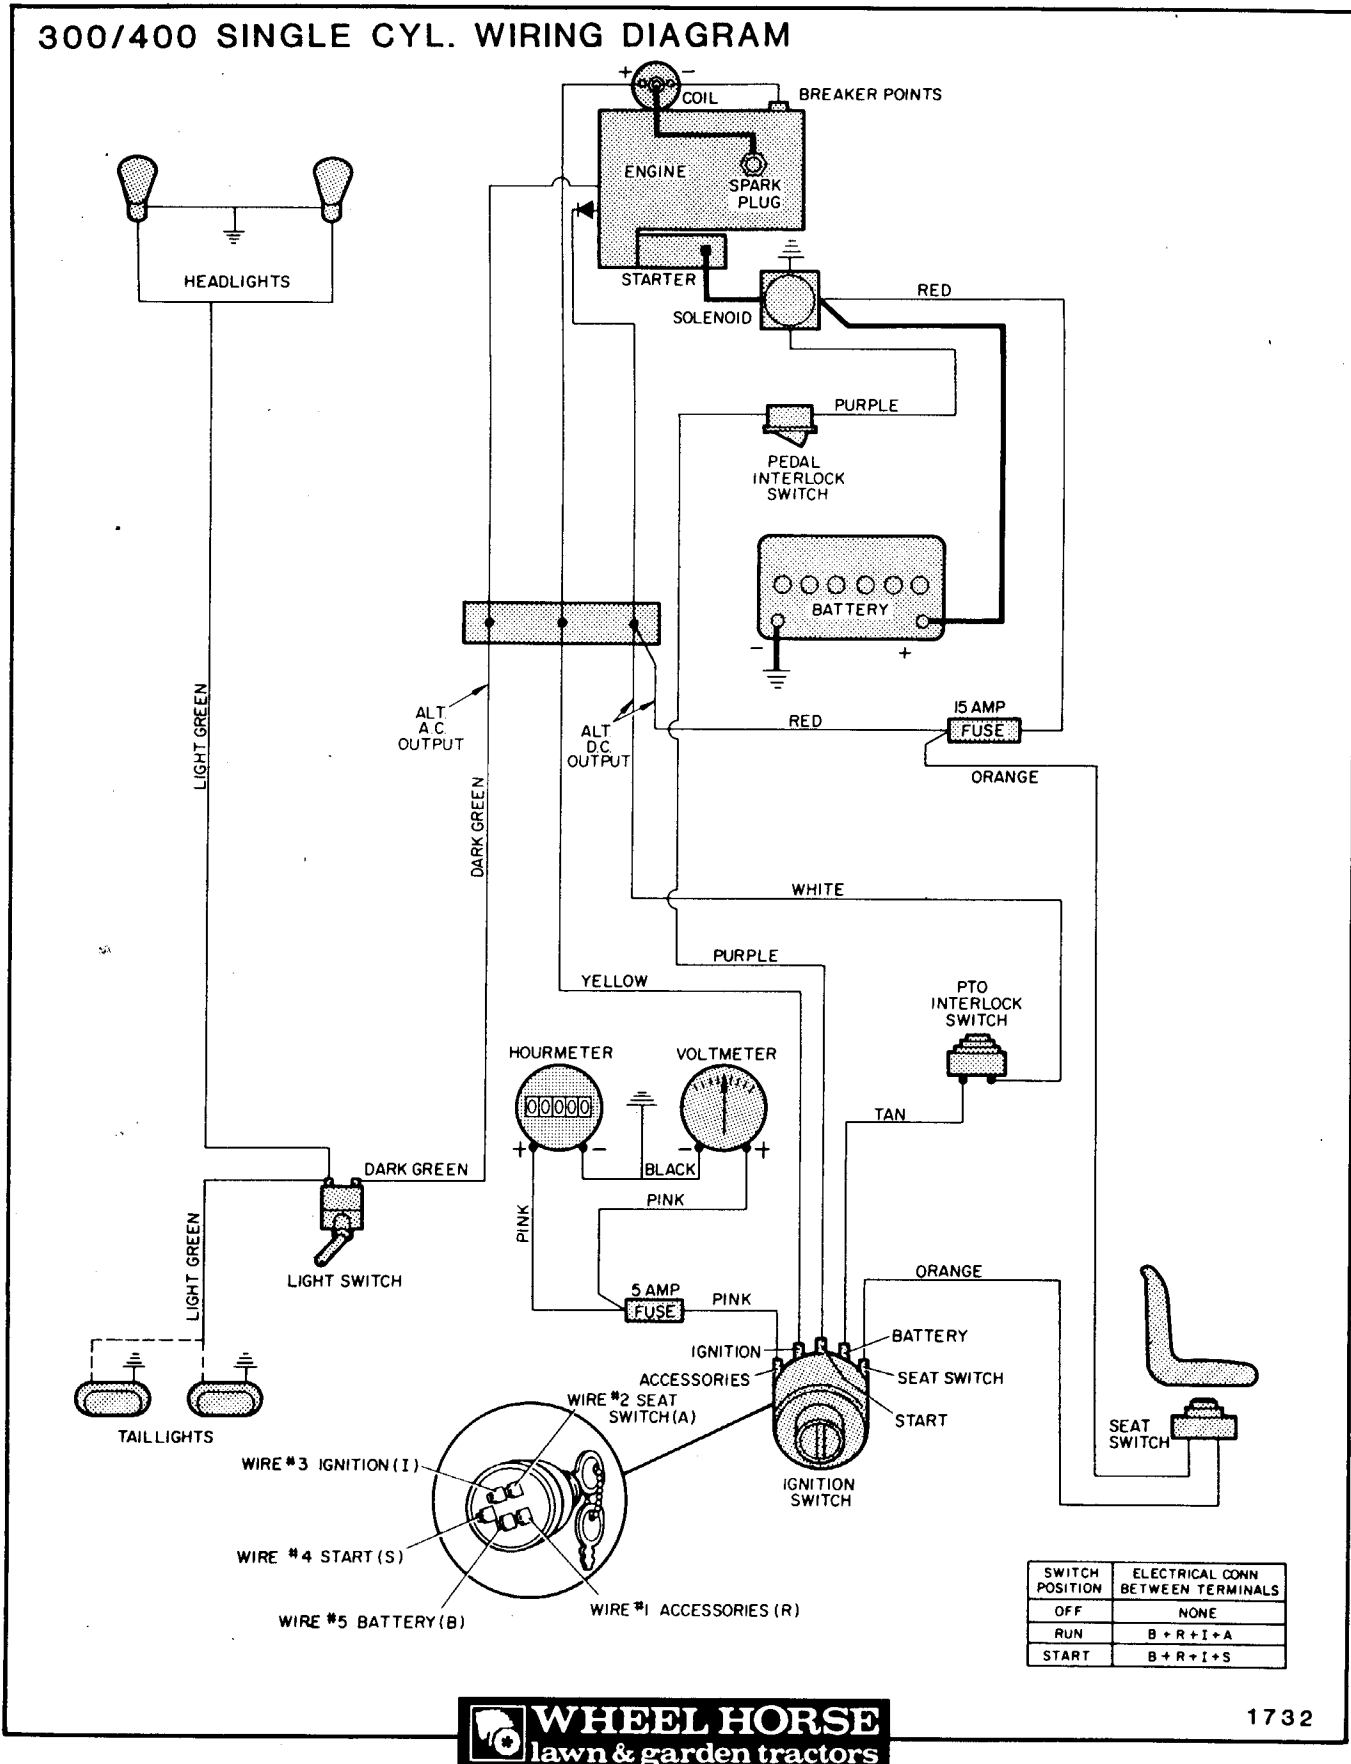 300/400 SINGLE CYL. WIRING DIAGRAM
+
-
COIL
BREAKER POINTS
ENGINE
SPARK
PLUG
STARTER
HEADLIGHTS
SOLENOID
RED
PURPLE
PEDAL
INTERLOCK
SWITCH
BATTERY
-
+
LIGHT GREEN
ALT.
A.C.
OUTPUT
ALT.
D.C.
OUTPUT
RED
15 AMP
FUSE
ORANGE
DARK GREEN
WHITE
PURPLE
YELLOW
PTO
INTERLOCK
SWITCH
HOURMETER
VOLTMETER
00000
+
-
-
+
BLACK
TAN
DARK GREEN
PINK
PINK
LIGHT GREEN
LIGHT SWITCH
5 AMP
FUSE
PINK
ORANGE
IGNITION
BATTERY
ACCESSORIES
SEAT SWITCH
START
TAILLIGHTS
WIRE #2 SEAT
SWITCH (A)
SEAT
SWITCH
WIRE #3 IGNITION (I)
IGNITION
SWITCH
WIRE #4 START (S)
WIRE #5 BATTERY (B)
WIRE #1 ACCESSORIES (R)
SWITCH POSITION ELECTRICAL CONN BETWEEN TERMINALS
OFF NONE
RUN B + R + I + A
START B + R + I + S
WHEEL HORSE
lawn & garden tractors
1732